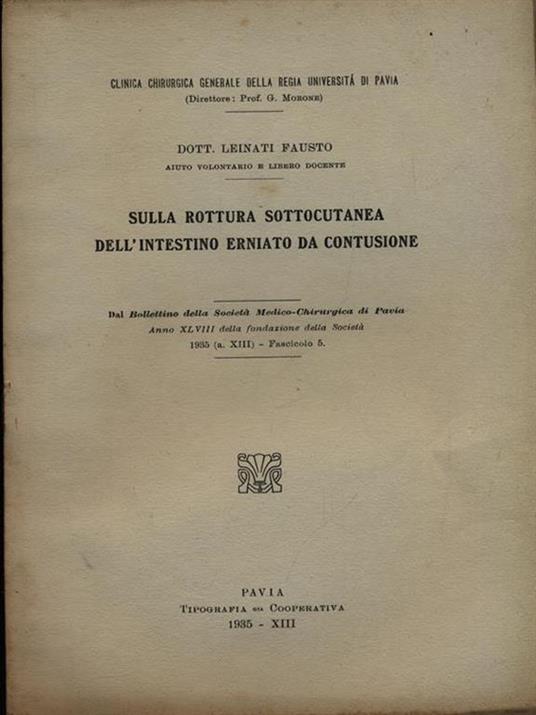 CLINICA CHIRURGICA GENERALE DELLA REGIA UNIVERSITÁ DI PAVIA
(Direttore: Prof. G. MORONE)
DOTT. LEINATI FAUSTO
AIUTO VOLONTARIO E LIBERO DOCENTE
SULLA ROTTURA SOTTOCUTANEA
DELL'INTESTINO ERNIATO DA CONTUSIONE
Dal Bollettino della Società Medico-Chirurgica di Pavia
Anno XLVIII della fondazione della Società
1935 (a. XIII) - Fascicolo 5.
PAVIA
TIPOGRAFIA GIÀ COOPERATIVA
1935 - XIII